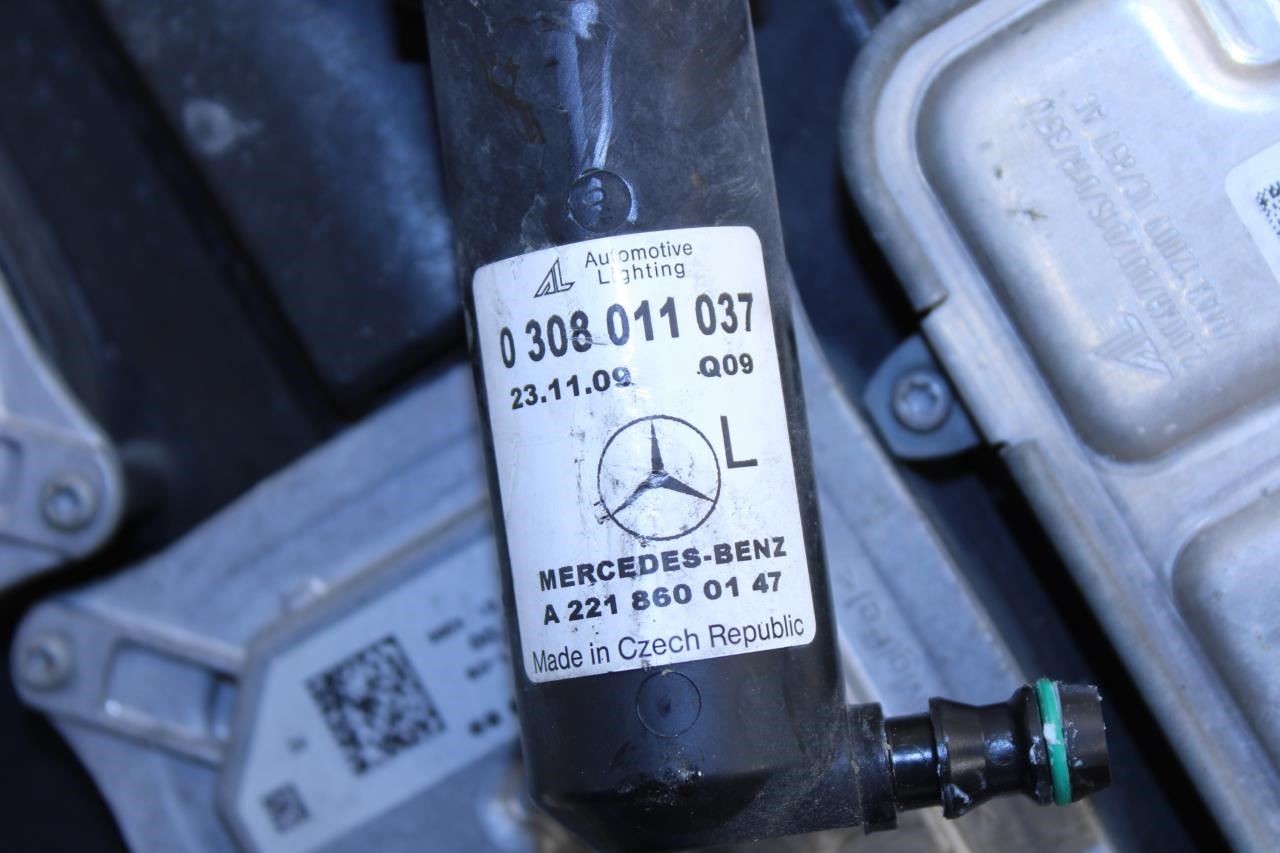 AL Automotive
Lighting
0 308 011 037
23.11.09 Q09
L
MERCEDES-BENZ
A 221 860 01 47
Made in Czech Republic